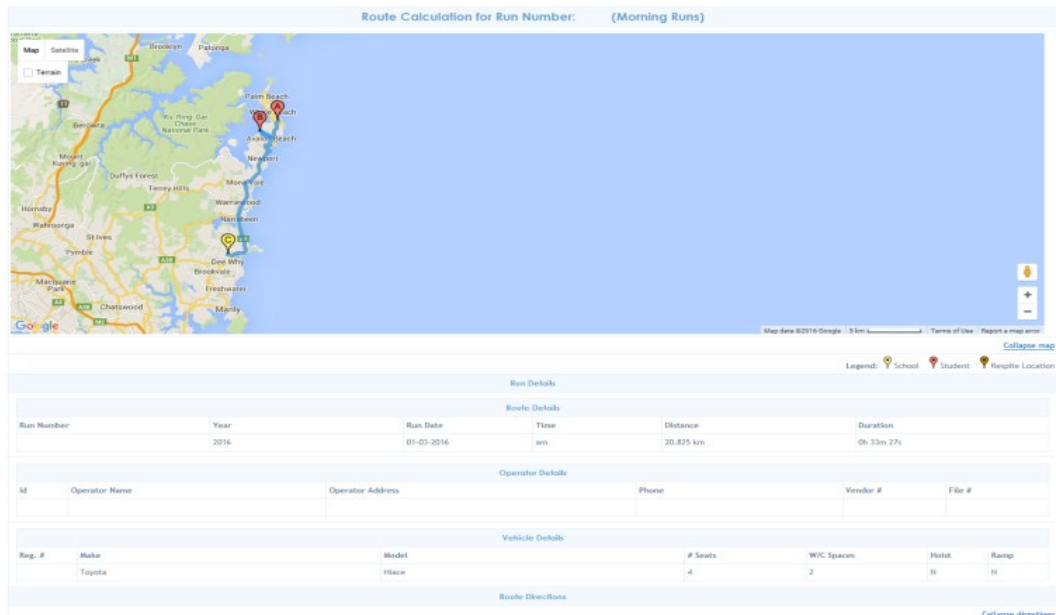 Route Calculation for Run Number: (Morning Runs)
Map Satellite
Terrain
Brooklyn
Patonga
M1
Palm Beach
A
B
Ku-Ring-Gai
Chase
National Park
Berowra
Avalon Beach
Newport
Mount
Kuring-gai
Duffys Forest
Terrey Hills
Mona Vale
Warriewood
Hornsby
Narrabeen
Wahroonga
St Ives
C
Pymble
Dee Why
Brookvale
Macquarie
Park
Freshwater
Chatswood
Manly
Google
Map data ©2016 Google 5 km Terms of Use Report a map error
Collapse map
Legend: School Student Respite Location
Run Details
Route Details
Run Number Year Run Date Time Distance Duration
2016 01-03-2016 am 20.825 km 0h 33m 27s
Operator Details
Id Operator Name Operator Address Phone Vendor # File #
Vehicle Details
Reg. # Make Model # Seats W/C Spaces Hoist Ramp
Toyota Hiace 4 2 N N
Route Directions
Collapse directions